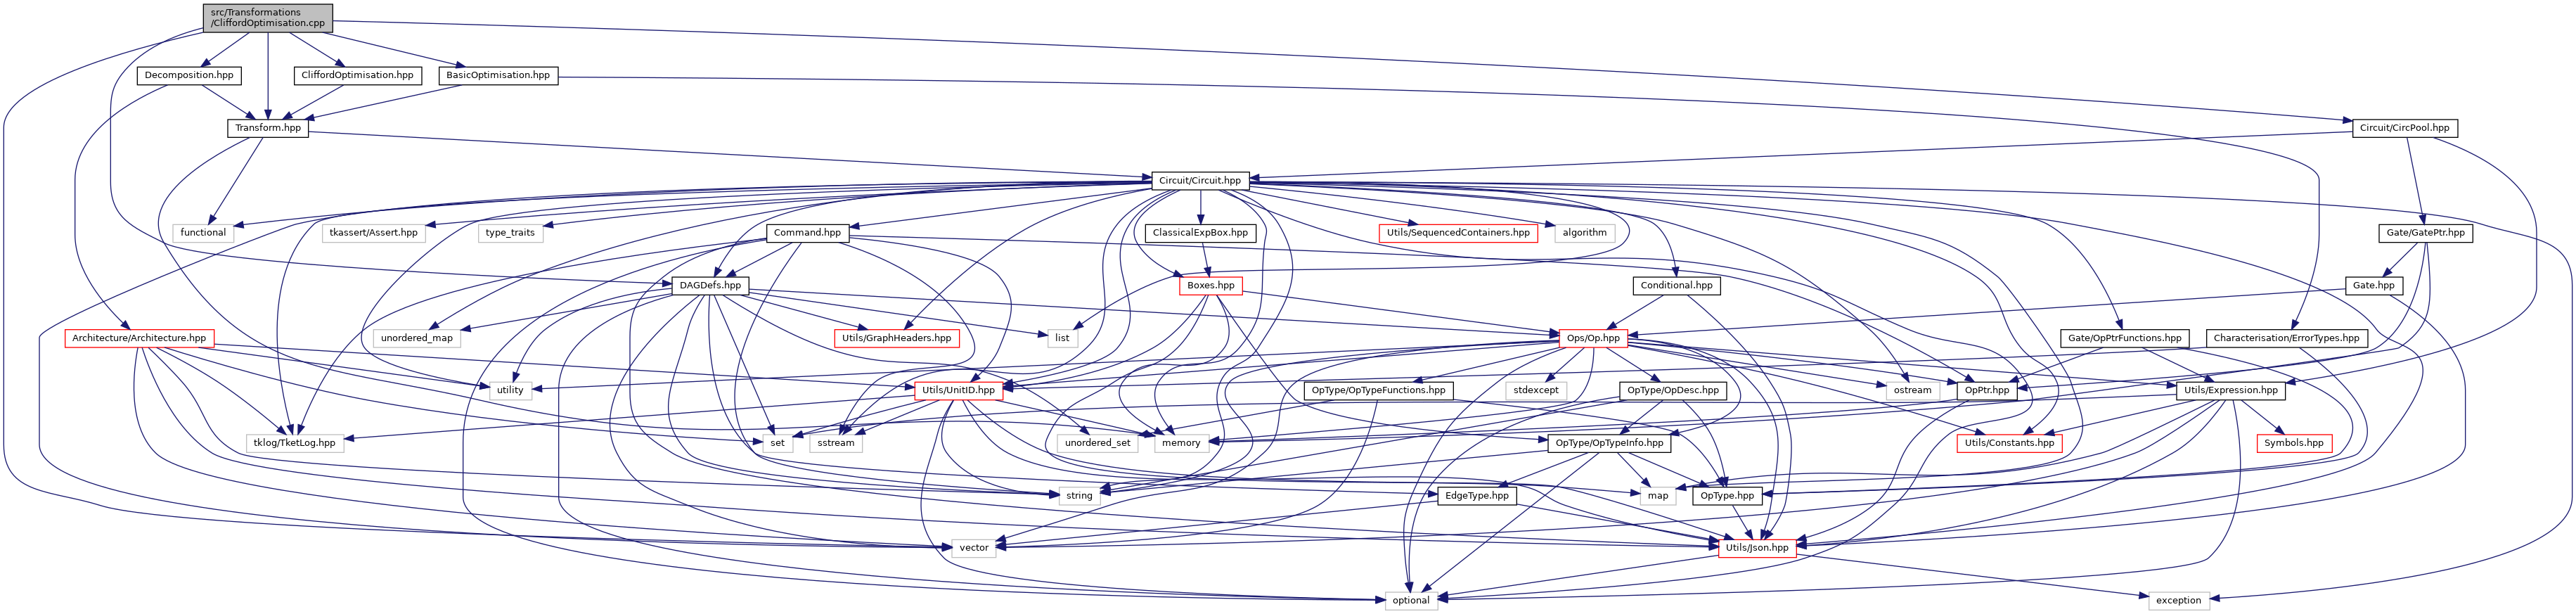 src/Transformations
/CliffordOptimisation.cpp
Decomposition.hpp
CliffordOptimisation.hpp
BasicOptimisation.hpp
Transform.hpp
Circuit/CircPool.hpp
Circuit/Circuit.hpp
functional
tkassert/Assert.hpp
type_traits
Command.hpp
ClassicalExpBox.hpp
Utils/SequencedContainers.hpp
algorithm
Gate/GatePtr.hpp
DAGDefs.hpp
Boxes.hpp
Conditional.hpp
Gate.hpp
Architecture/Architecture.hpp
unordered_map
Utils/GraphHeaders.hpp
list
Ops/Op.hpp
Gate/OpPtrFunctions.hpp
Characterisation/ErrorTypes.hpp
utility
Utils/UnitID.hpp
OpType/OpTypeFunctions.hpp
stdexcept
OpType/OpDesc.hpp
ostream
OpPtr.hpp
Utils/Expression.hpp
tklog/TketLog.hpp
set
sstream
unordered_set
memory
OpType/OpTypeInfo.hpp
Utils/Constants.hpp
Symbols.hpp
string
EdgeType.hpp
map
OpType.hpp
vector
Utils/Json.hpp
optional
exception